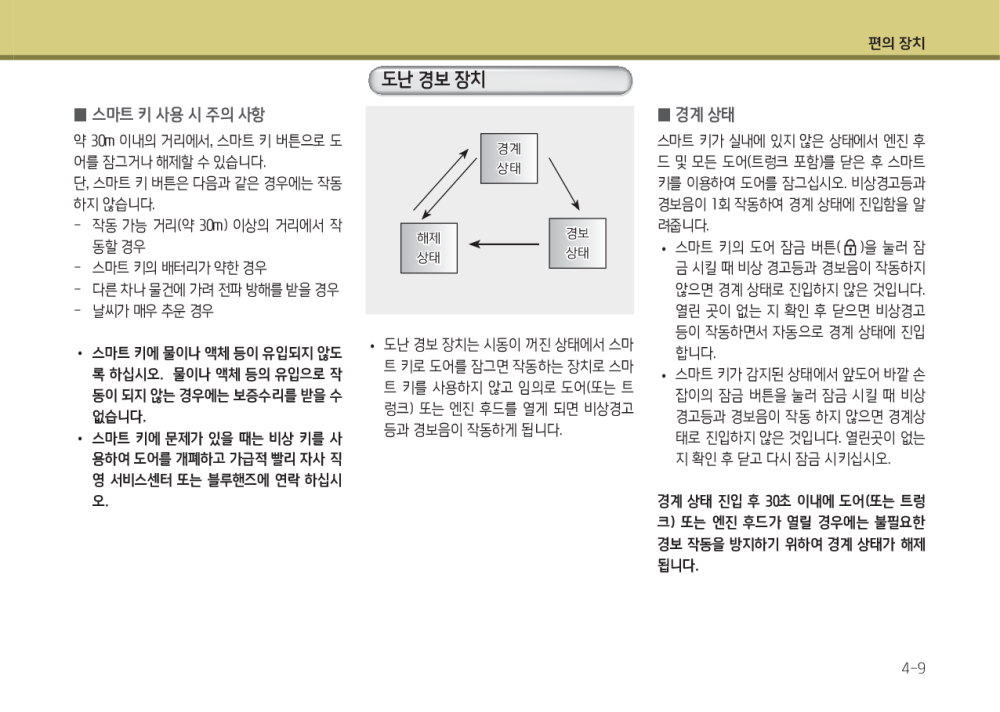 편의 장치
■ 스마트 키 사용 시 주의 사항
약 30m 이내의 거리에서, 스마트 키 버튼으로 도
어를 잠그거나 해제할 수 있습니다.
단, 스마트 키 버튼은 다음과 같은 경우에는 작동
하지 않습니다.
- 작동 가능 거리(약 30m) 이상의 거리에서 작
동할 경우
- 스마트 키의 배터리가 약한 경우
- 다른 차나 물건에 가려 전파 방해를 받을 경우
- 날씨가 매우 추운 경우
• 스마트 키에 물이나 액체 등이 유입되지 않도
록 하십시오. 물이나 액체 등의 유입으로 작
동이 되지 않는 경우에는 보증수리를 받을 수
없습니다.
• 스마트 키에 문제가 있을 때는 비상 키를 사
용하여 도어를 개폐하고 가급적 빨리 자사 직
영 서비스센터 또는 블루핸즈에 연락 하십시
오.
도난 경보 장치
경계
상태
해제
상태
경보
상태
• 도난 경보 장치는 시동이 꺼진 상태에서 스마
트 키로 도어를 잠그면 작동하는 장치로 스마
트 키를 사용하지 않고 임의로 도어(또는 트
렁크) 또는 엔진 후드를 열게 되면 비상경고
등과 경보음이 작동하게 됩니다.
■ 경계 상태
스마트 키가 실내에 있지 않은 상태에서 엔진 후
드 및 모든 도어(트렁크 포함)를 닫은 후 스마트
키를 이용하여 도어를 잠그십시오. 비상경고등과
경보음이 1회 작동하여 경계 상태에 진입함을 알
려줍니다.
• 스마트 키의 도어 잠금 버튼( )을 눌러 잠
금 시킬 때 비상 경고등과 경보음이 작동하지
않으면 경계 상태로 진입하지 않은 것입니다.
열린 곳이 없는 지 확인 후 닫으면 비상경고
등이 작동하면서 자동으로 경계 상태에 진입
합니다.
• 스마트 키가 감지된 상태에서 앞도어 바깥 손
잡이의 잠금 버튼을 눌러 잠금 시킬 때 비상
경고등과 경보음이 작동 하지 않으면 경계상
태로 진입하지 않은 것입니다. 열린곳이 없는
지 확인 후 닫고 다시 잠금 시키십시오.
경계 상태 진입 후 30초 이내에 도어(또는 트렁
크) 또는 엔진 후드가 열릴 경우에는 불필요한
경보 작동을 방지하기 위하여 경계 상태가 해제
됩니다.
4-9